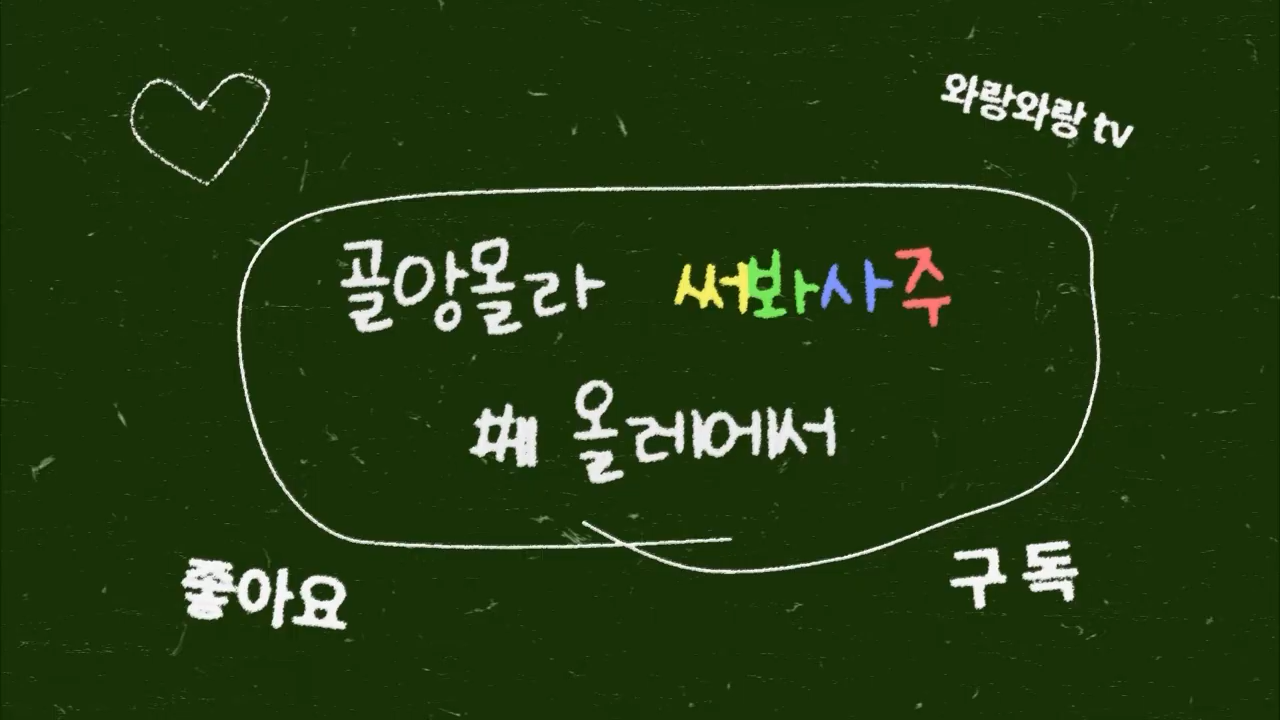 와랑와랑 tv
골앙몰라 써봐사주
#제 올레에서
좋아요
구독